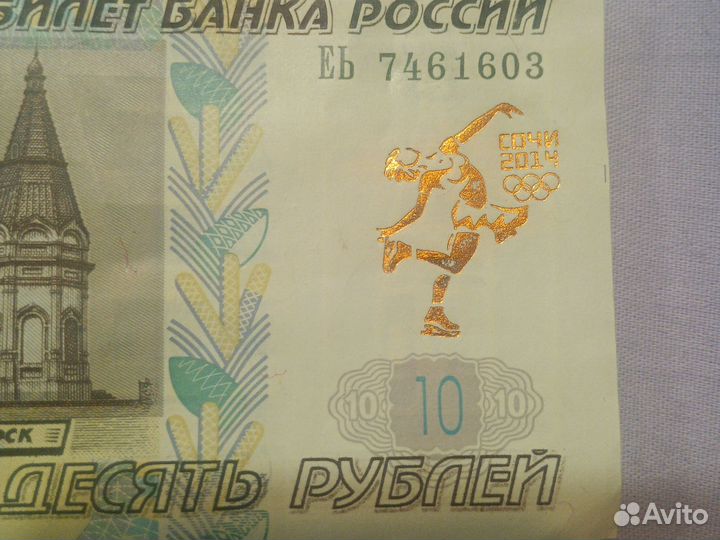 БИЛЕТ БАНКА РОССИИ
ЕЬ 7461603
СОЧИ
2014
10 10 10
РСК
ДЕСЯТЬ РУБЛЕЙ
Avito